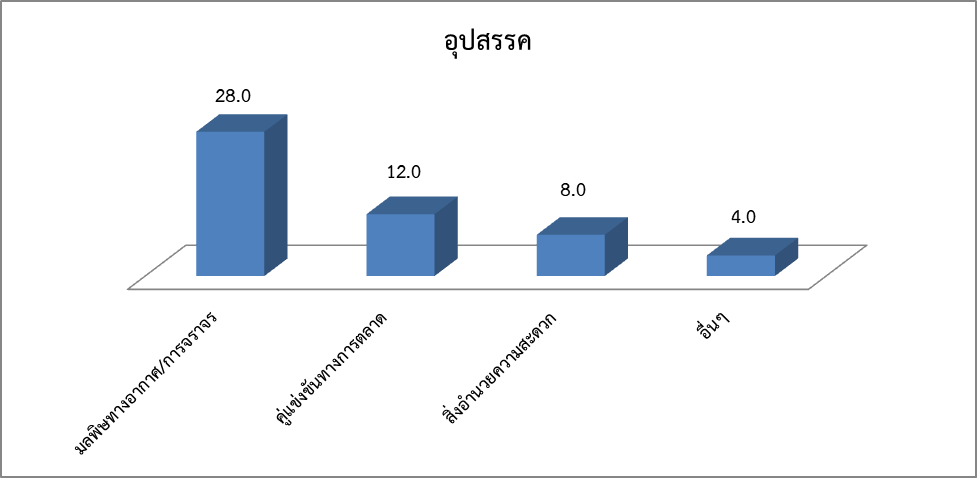 อุปสรรค
28.0
12.0
8.0
4.0
มลพิษทางอากาศ/การจราจร
คู่แข่งขันทางการตลาด
สิ่งอำนวยความสะดวก
อื่นๆ